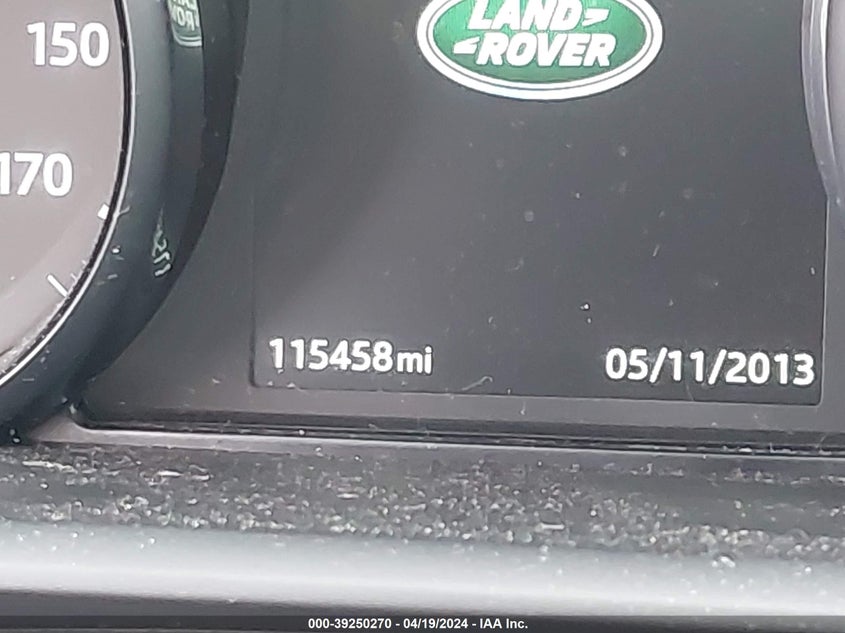 150
170
LAND
ROVER
115458mi
05/11/2013
000-39250270 - 04/19/2024 - IAA Inc.